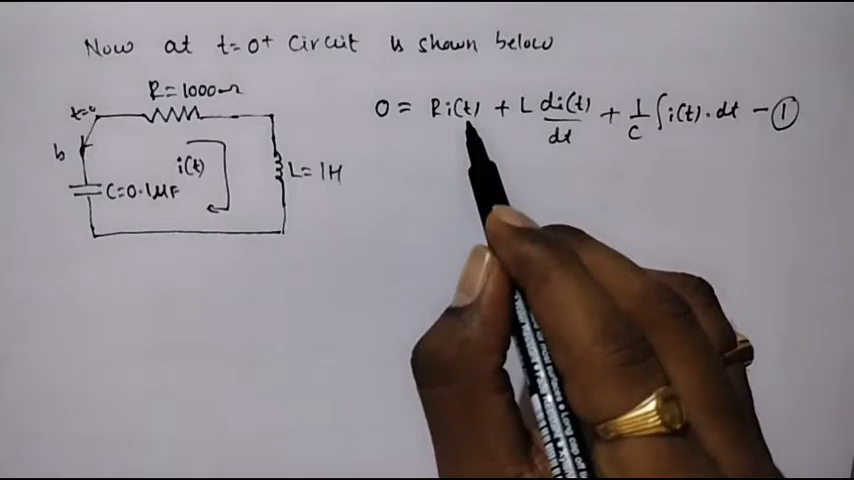 Now at t=0+ Circuit is shown below
R=1000Ω
t=0
b
C=0.1μF
i(t)
L=1H
0 = Ri(t) + L di(t)/dt + 1/C ∫i(t).dt - ①